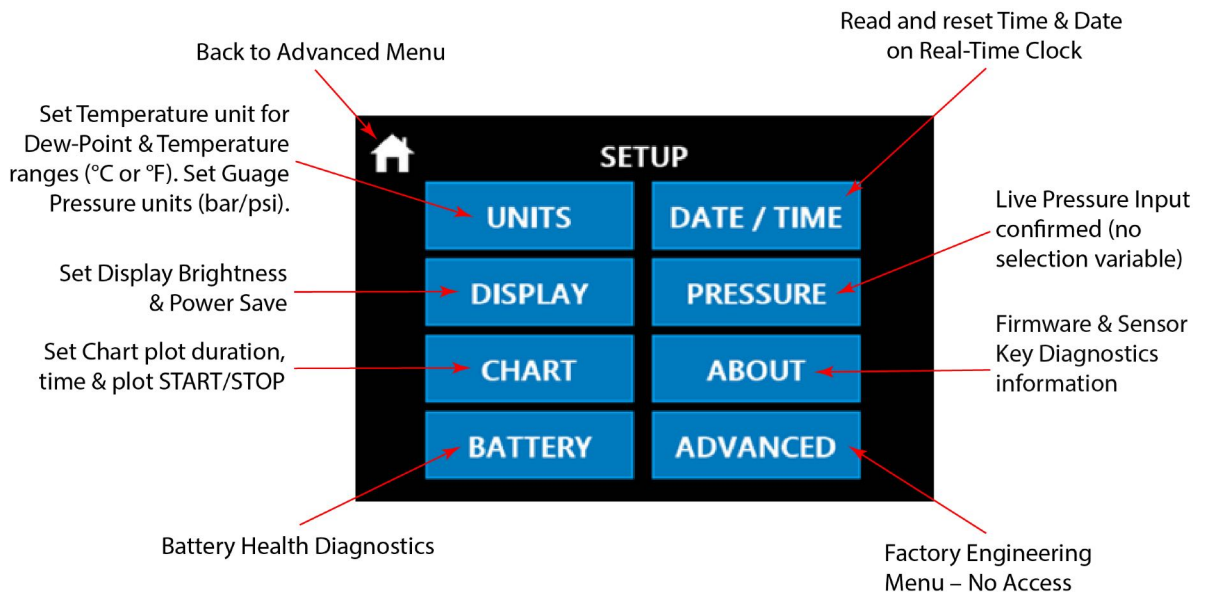 Back to Advanced Menu
Read and reset Time & Date
on Real-Time Clock
Set Temperature unit for
Dew-Point & Temperature
ranges (°C or °F). Set Guage
Pressure units (bar/psi).
SETUP
UNITS
DATE / TIME
Live Pressure Input
confirmed (no
selection variable)
Set Display Brightness
& Power Save
DISPLAY
PRESSURE
Set Chart plot duration,
time & plot START/STOP
CHART
ABOUT
Firmware & Sensor
Key Diagnostics
information
BATTERY
ADVANCED
Battery Health Diagnostics
Factory Engineering
Menu – No Access